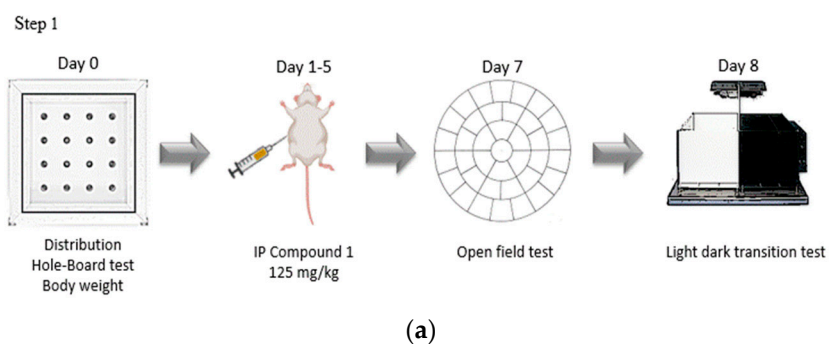 Step 1
Day 0
Day 1-5
Day 7
Day 8
Distribution
Hole-Board test
Body weight
IP Compound 1
125 mg/kg
Open field test
Light dark transition test
(a)